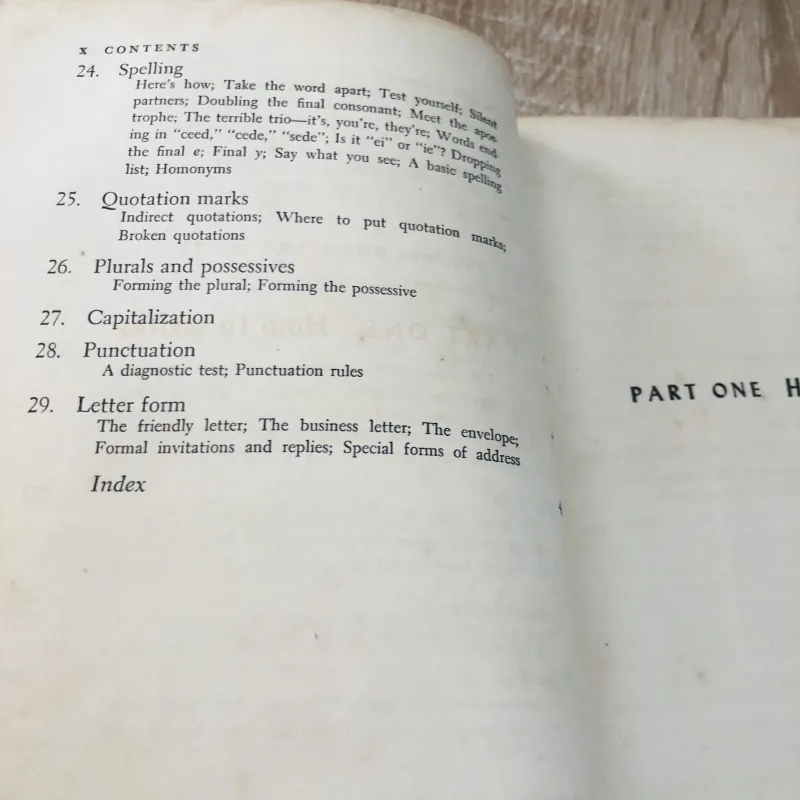 x CONTENTS
24. Spelling
Here's how; Take the word apart; Test yourself; Silent
partners; Doubling the final consonant; Meet the apos-
trophe; The terrible trio—it's, you're, they're; Words end-
ing in "ceed," "cede," "sede"; Is it "ei" or "ie"? Dropping
the final e; Final y; Say what you see; A basic spelling
list; Homonyms
25. Quotation marks
Indirect quotations; Where to put quotation marks;
Broken quotations
26. Plurals and possessives
Forming the plural; Forming the possessive
27. Capitalization
28. Punctuation
A diagnostic test; Punctuation rules
29. Letter form
The friendly letter; The business letter; The envelope;
Formal invitations and replies; Special forms of address
Index
PART ONE H